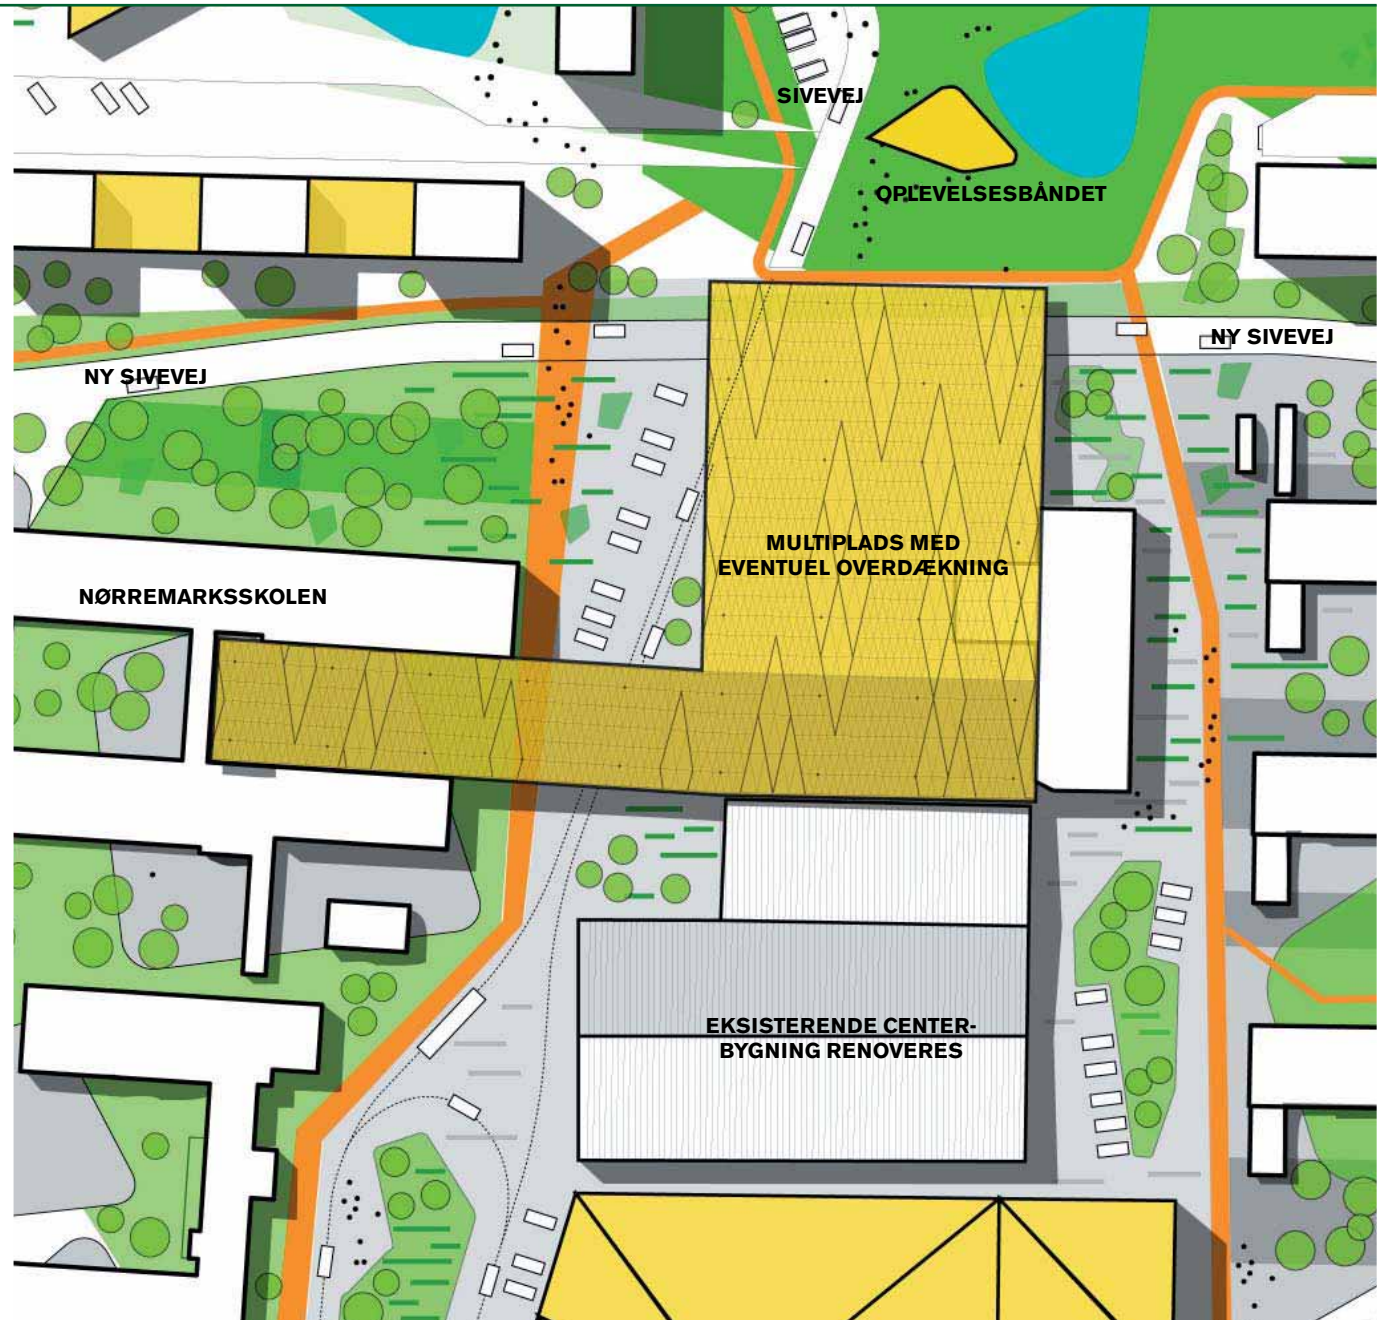 SIVEVEJ
OPLEVELSESBÅNDET
NY SIVEVEJ
NY SIVEVEJ
MULTIPLADS MED
EVENTUEL OVERDÆKNING
NØRREMARKSSKOLEN
EKSISTERENDE CENTER-
BYGNING RENOVERES